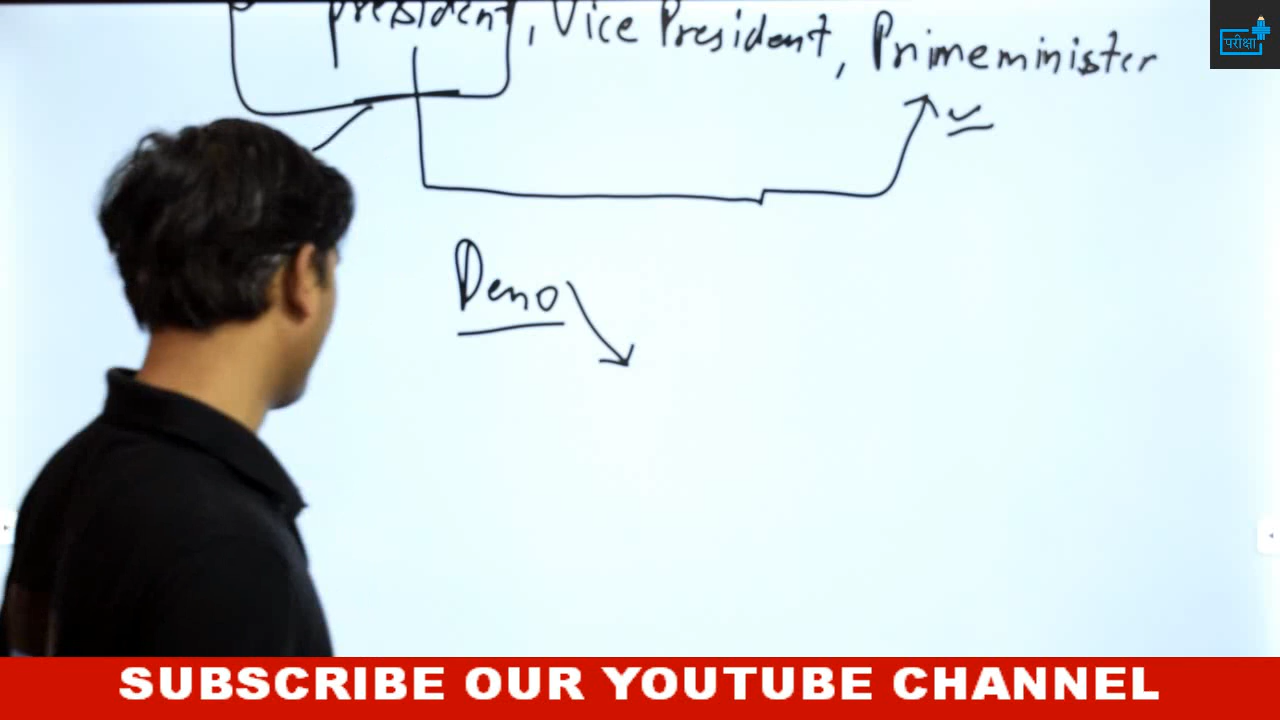 president, Vice President, Primeminister
परीक्षा
Demo
SUBSCRIBE OUR YOUTUBE CHANNEL